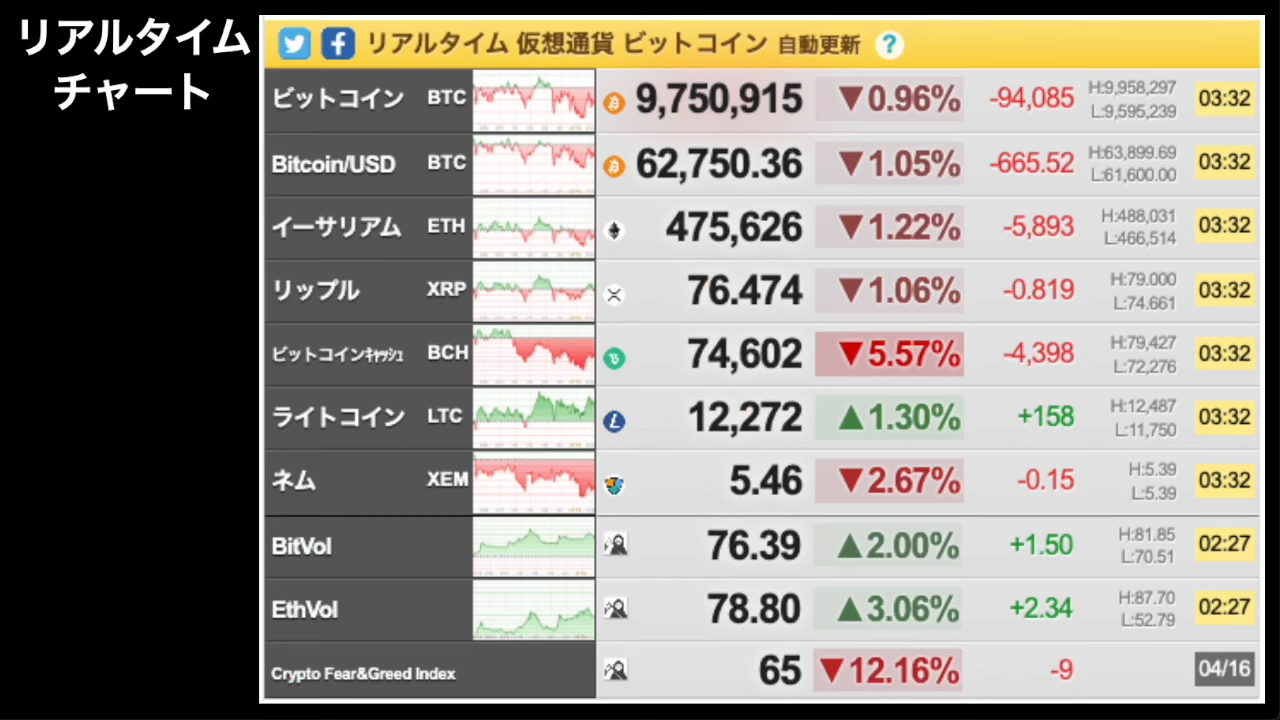 リアルタイム
チャート
リアルタイム 仮想通貨 ビットコイン 自動更新 ?
ビットコイン BTC 9,750,915 ▼0.96% -94,085 H:9,958,297 L:9,595,239 03:32
Bitcoin/USD BTC 62,750.36 ▼1.05% -665.52 H:63,899.69 L:61,600.00 03:32
イーサリアム ETH 475,626 ▼1.22% -5,893 H:488,031 L:466,514 03:32
リップル XRP 76.474 ▼1.06% -0.819 H:79.000 L:74.661 03:32
ビットコインキャッシュ BCH 74,602 ▼5.57% -4,398 H:79,427 L:72,276 03:32
ライトコイン LTC 12,272 ▲1.30% +158 H:12,487 L:11,750 03:32
ネム XEM 5.46 ▼2.67% -0.15 H:5.39 L:5.39 03:32
BitVol 76.39 ▲2.00% +1.50 H:81.85 L:70.51 02:27
EthVol 78.80 ▲3.06% +2.34 H:87.70 L:52.79 02:27
Crypto Fear&Greed Index 65 ▼12.16% -9 04/16